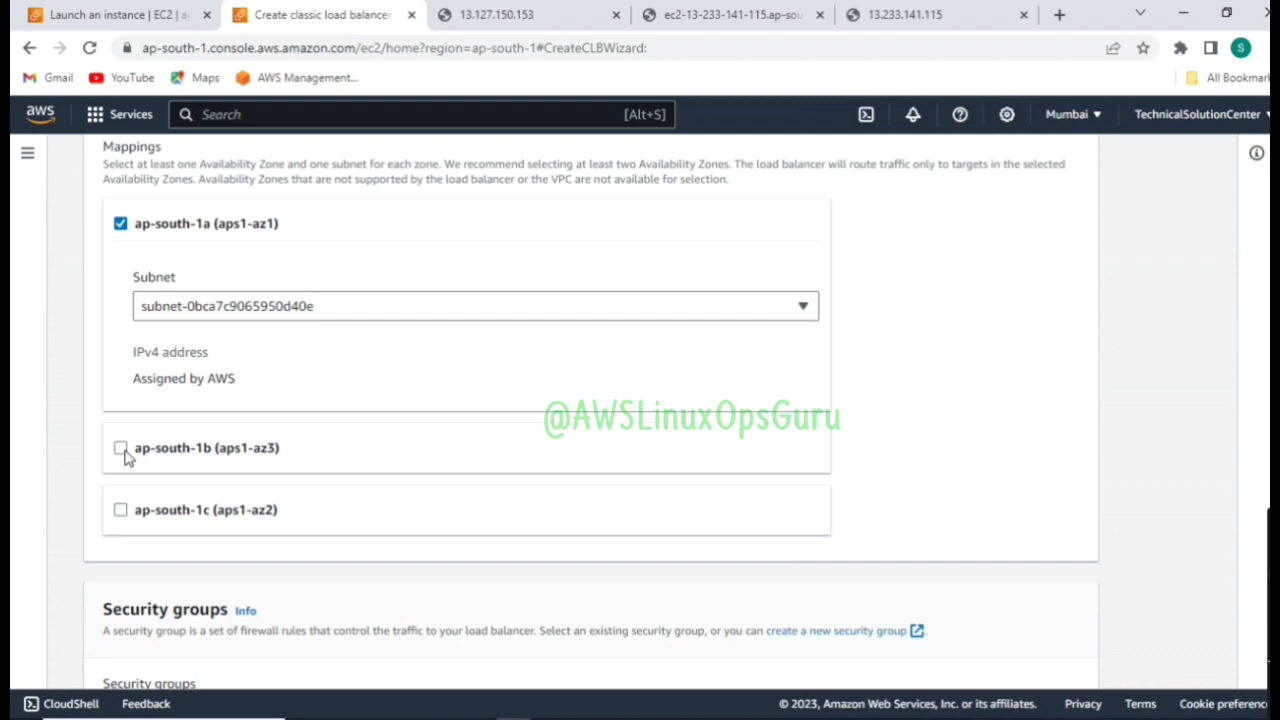 Launch an instance | EC2 | ap
Create classic load balancer
13.127.150.153
ec2-13-233-141-115.ap-sou
13.233.141.115
ap-south-1.console.aws.amazon.com/ec2/home?region=ap-south-1#CreateCLBWizard:
S
Gmail
YouTube
Maps
AWS Management...
All Bookmar
aws
Services
Search
[Alt+S]
Mumbai
TechnicalSolutionCenter
Mappings
Select at least one Availability Zone and one subnet for each zone. We recommend selecting at least two Availability Zones. The load balancer will route traffic only to targets in the selected
Availability Zones. Availability Zones that are not supported by the load balancer or the VPC are not available for selection.
ap-south-1a (aps1-az1)
Subnet
subnet-0bca7c9065950d40e
IPv4 address
Assigned by AWS
@AWSLinuxOpsGuru
ap-south-1b (aps1-az3)
ap-south-1c (aps1-az2)
Security groups Info
A security group is a set of firewall rules that control the traffic to your load balancer. Select an existing security group, or you can create a new security group.
Security groups
CloudShell
Feedback
© 2023, Amazon Web Services, Inc. or its affiliates.
Privacy
Terms
Cookie preferenc